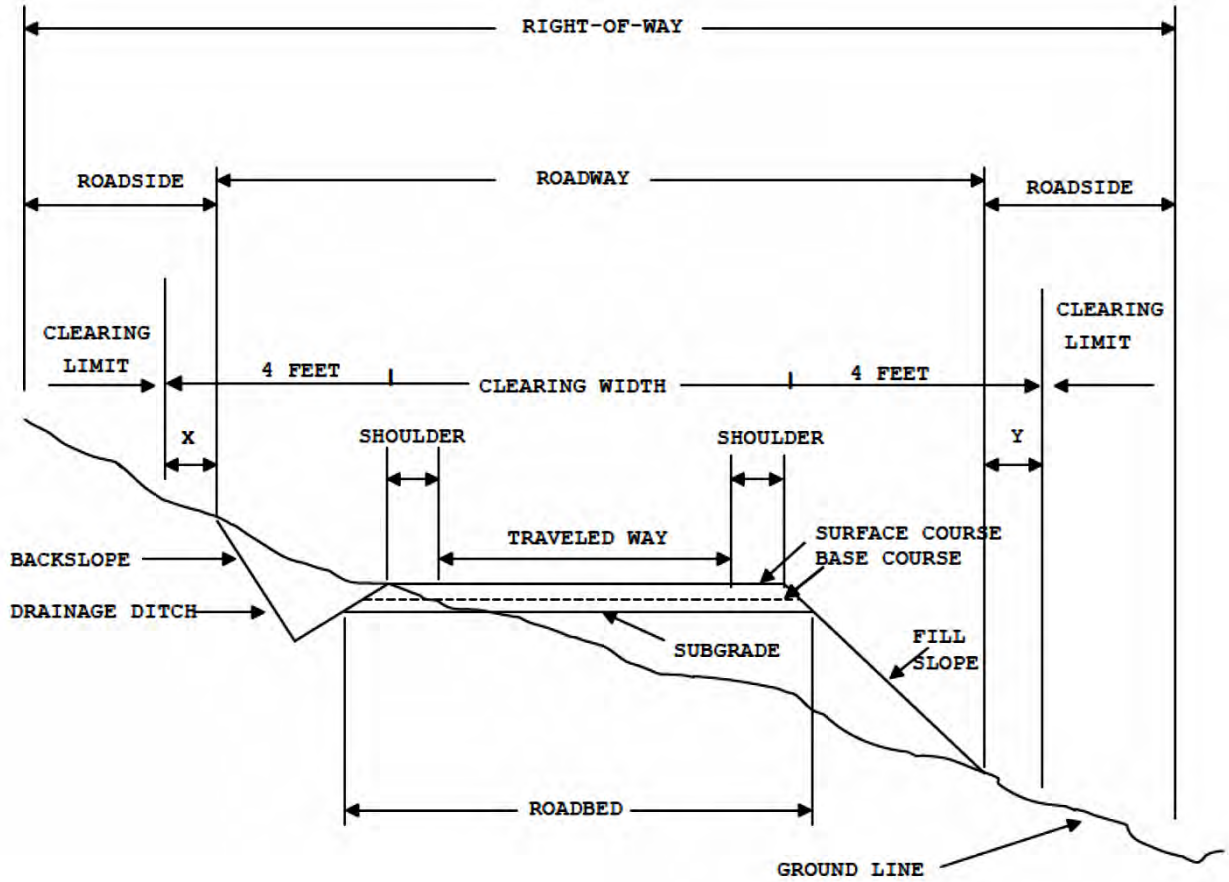 RIGHT-OF-WAY
ROADSIDE
ROADWAY
ROADSIDE
CLEARING
LIMIT
4 FEET
CLEARING WIDTH
4 FEET
CLEARING
LIMIT
X
SHOULDER
SHOULDER
Y
BACKSLOPE
TRAVELED WAY
SURFACE COURSE
BASE COURSE
DRAINAGE DITCH
SUBGRADE
FILL
SLOPE
ROADBED
GROUND LINE